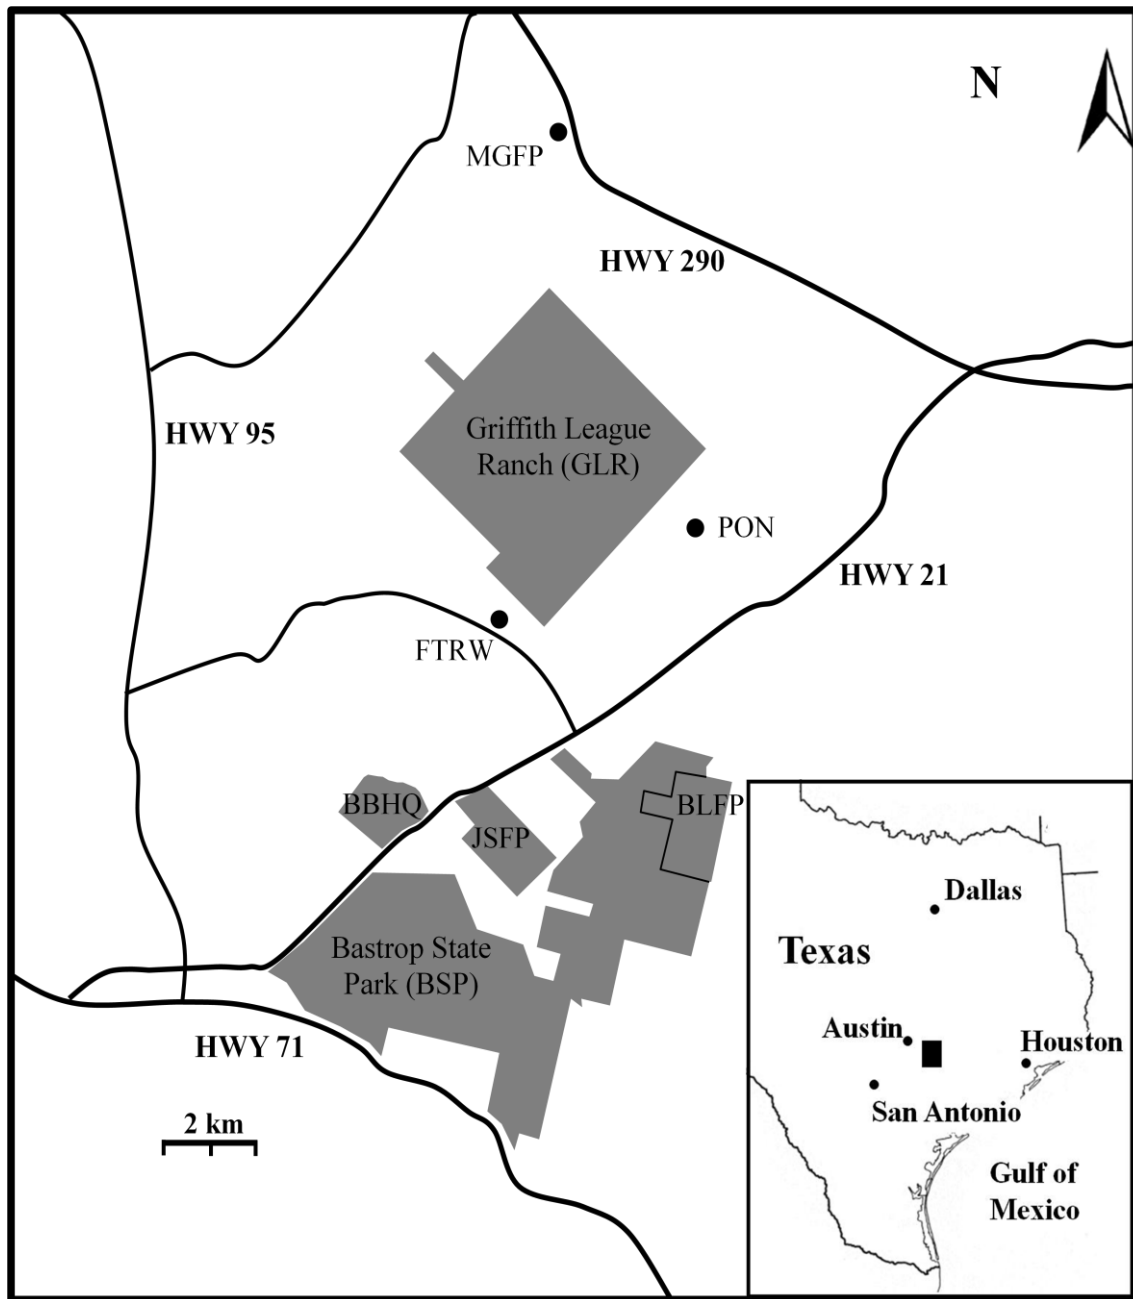 N
MGFP
HWY 290
HWY 95
Griffith League
Ranch (GLR)
PON
HWY 21
FTRW
BBHQ
JSFP
BLFP
Bastrop State
Park (BSP)
HWY 71
2 km
Dallas
Texas
Austin
Houston
San Antonio
Gulf of
Mexico